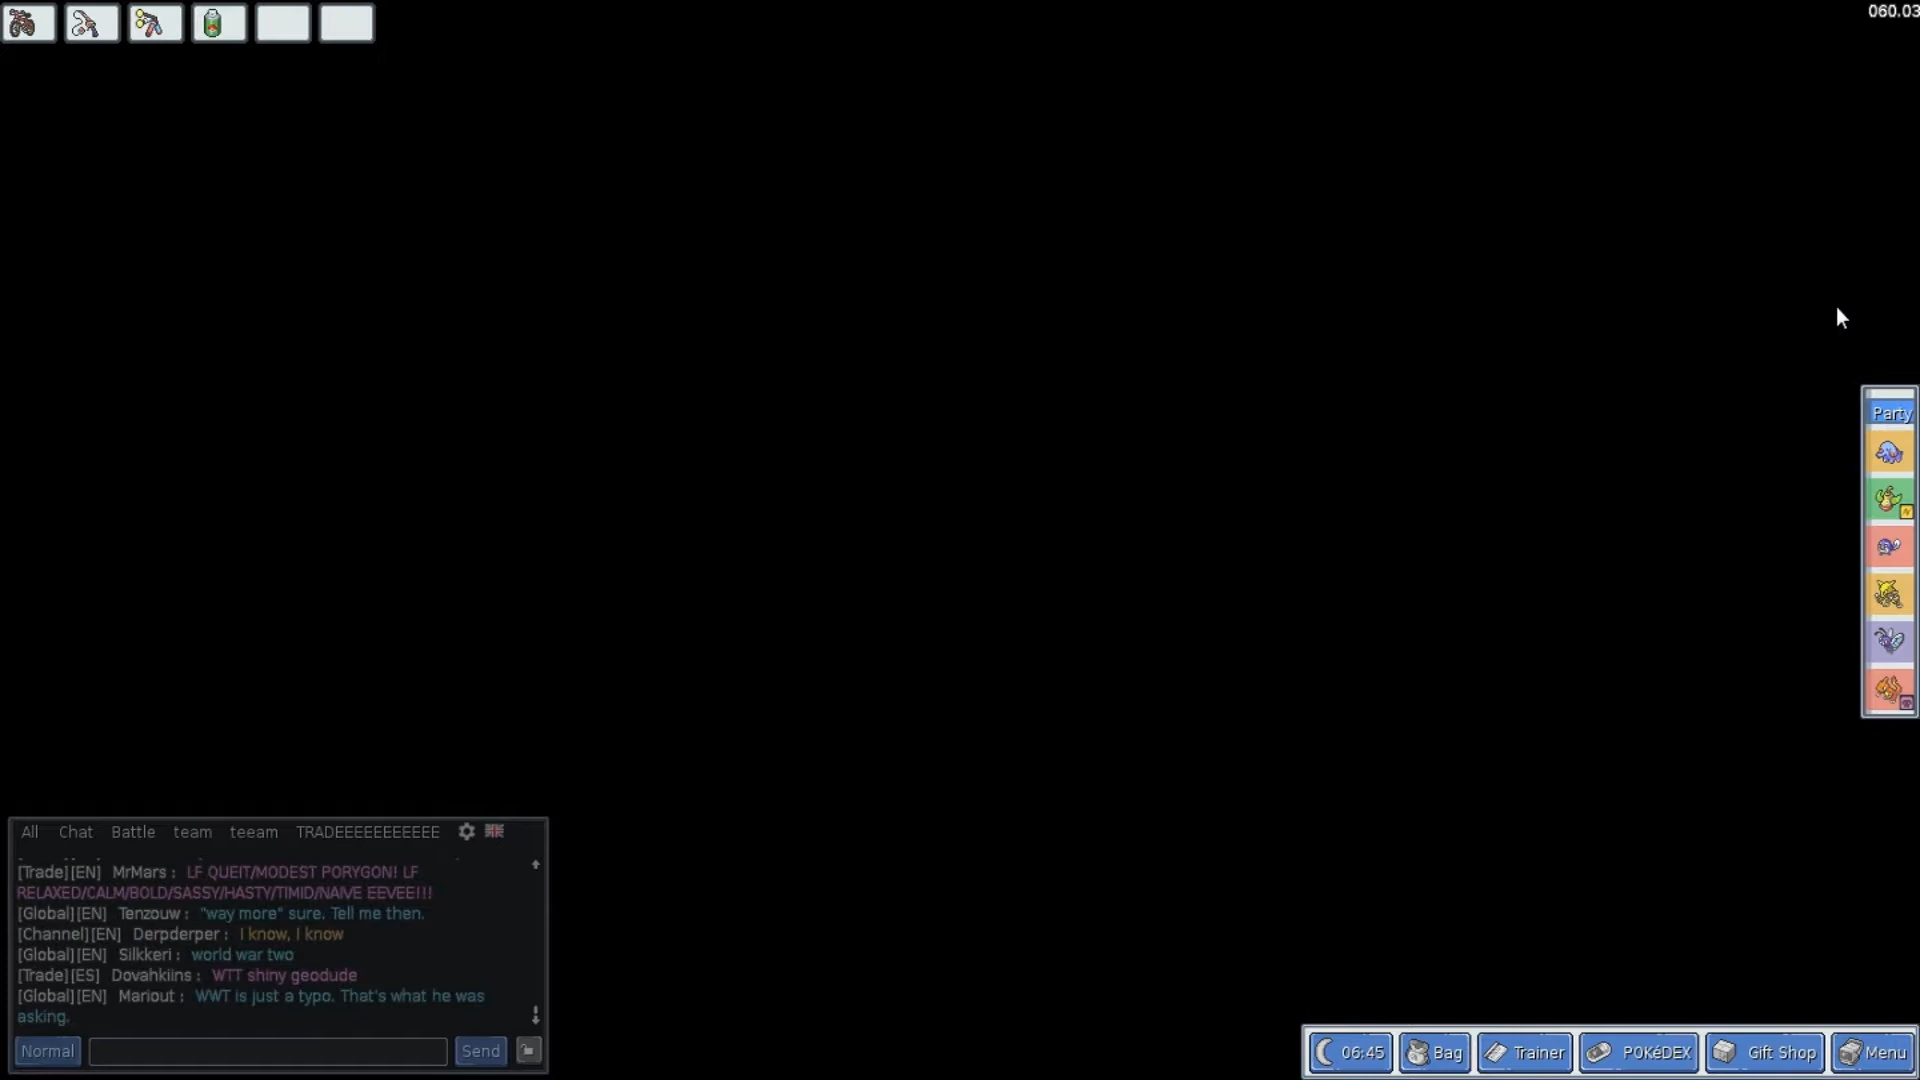 060.03
Party
All Chat Battle team teeam TRADEEEEEEEEEEE
[Trade][EN] MrMars : LF QUEIT/MODEST PORYGON! LF
RELAXED/CALM/BOLD/SASSY/HASTY/TIMID/NAIVE EEVEE!!!
[Global][EN] Tenzouw : "way more" sure. Tell me then.
[Channel][EN] Derpderper : I know, I know
[Global][EN] Silkkeri : world war two
[Trade][ES] Dovahkiins : WTT shiny geodude
[Global][EN] Mariout : WWT is just a typo. That's what he was
asking.
Normal Send
06:45 Bag Trainer POKéDEX Gift Shop Menu